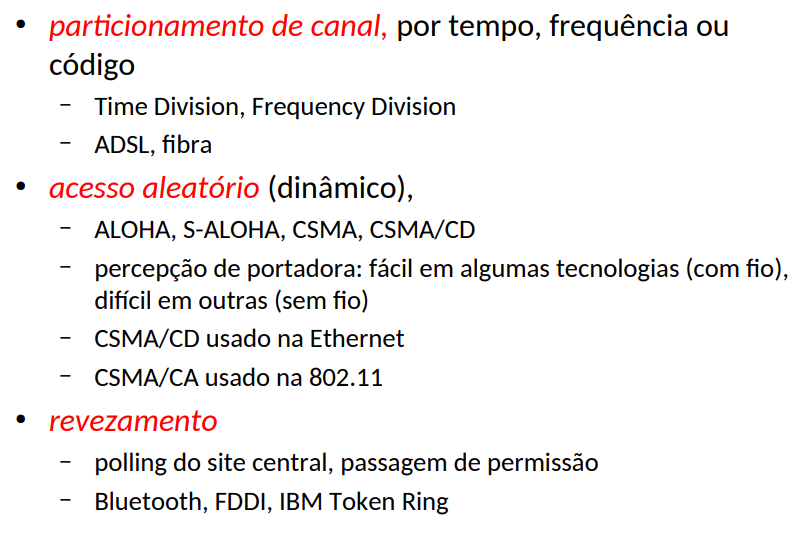 • particionamento de canal, por tempo, frequência ou
código
– Time Division, Frequency Division
– ADSL, fibra
• acesso aleatório (dinâmico),
– ALOHA, S-ALOHA, CSMA, CSMA/CD
– percepção de portadora: fácil em algumas tecnologias (com fio),
difícil em outras (sem fio)
– CSMA/CD usado na Ethernet
– CSMA/CA usado na 802.11
• revezamento
– polling do site central, passagem de permissão
– Bluetooth, FDDI, IBM Token Ring